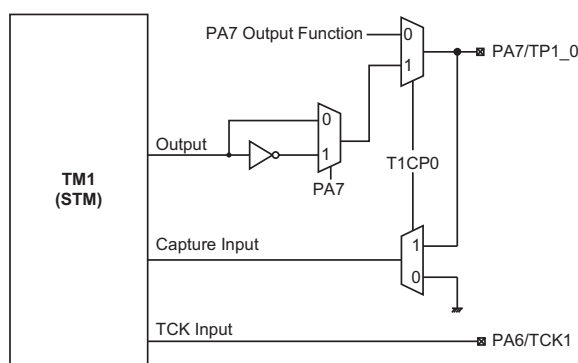 PA7 Output Function
0
1
PA7/TP1_0
Output
0
1
PA7
T1CP0
TM1
(STM)
Capture Input
1
0
TCK Input
PA6/TCK1